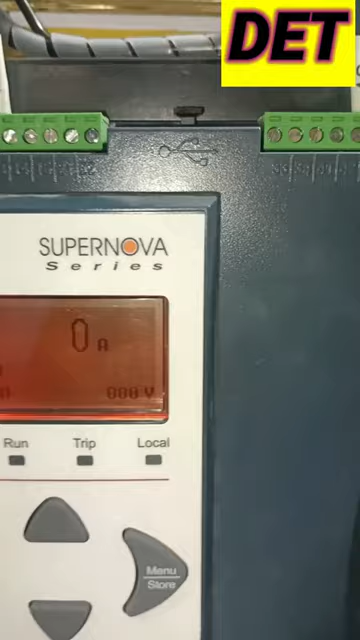 DET
SUPERNOVA
Series
0 A
000 V
Run
Trip
Local
Menu
Store